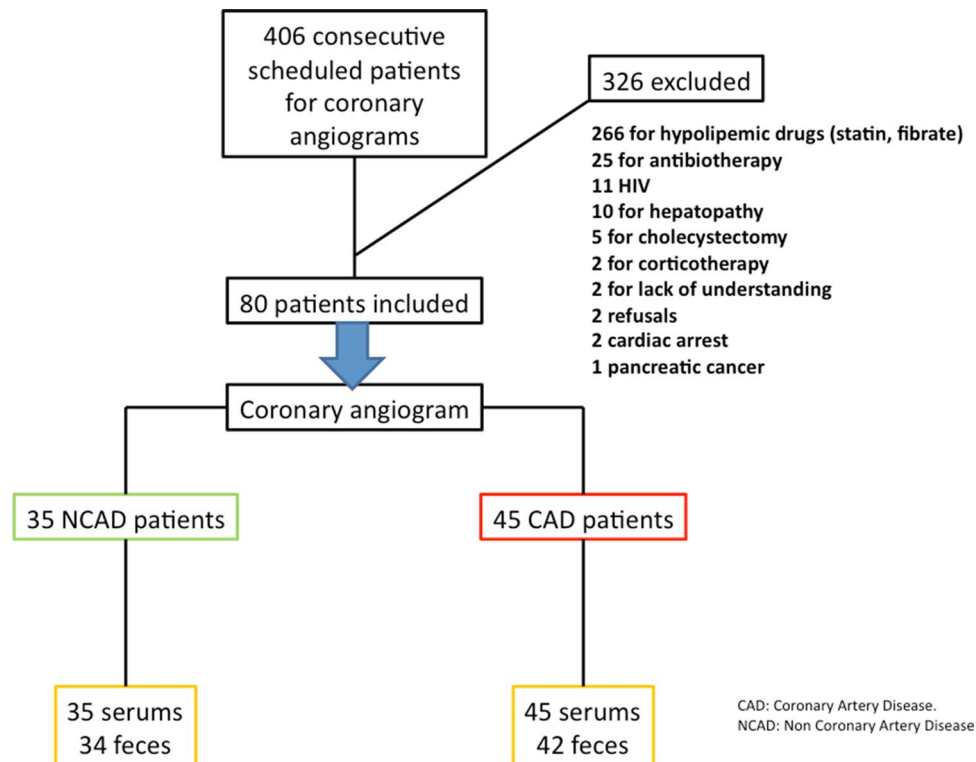 406 consecutive
scheduled patients
for coronary
angiograms
326 excluded
266 for hypolipemic drugs (statin, fibrate)
25 for antibiotherapy
11 HIV
10 for hepatopathy
5 for cholecystectomy
2 for corticotherapy
2 for lack of understanding
2 refusals
2 cardiac arrest
1 pancreatic cancer
80 patients included
Coronary angiogram
35 NCAD patients
45 CAD patients
35 serums
34 feces
45 serums
42 feces
CAD: Coronary Artery Disease.
NCAD: Non Coronary Artery Disease